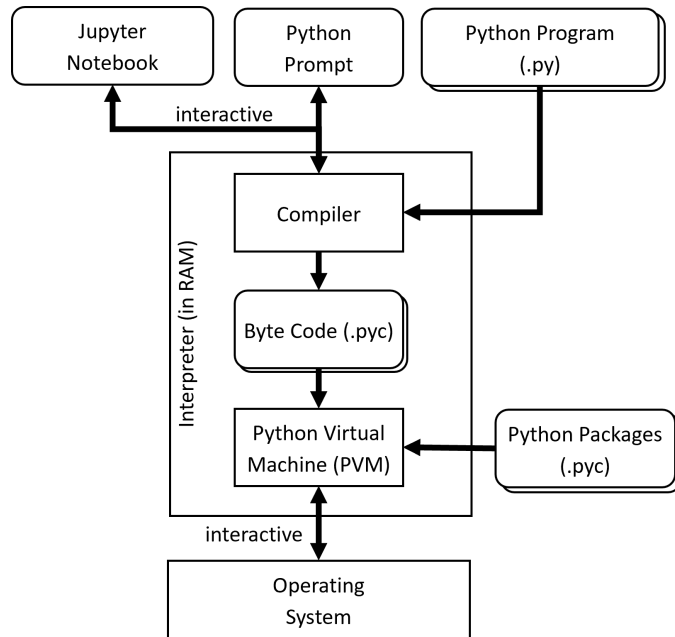 Jupyter
Notebook
Python
Prompt
Python Program
(.py)
interactive
Compiler
Interpreter (in RAM)
Byte Code (.pyc)
Python Virtual
Machine (PVM)
Python Packages
(.pyc)
interactive
Operating
System